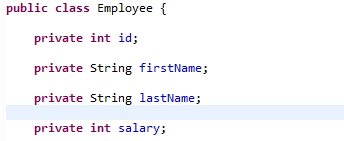 public class Employee {
private int id;
private String firstName;
private String lastName;
private int salary;